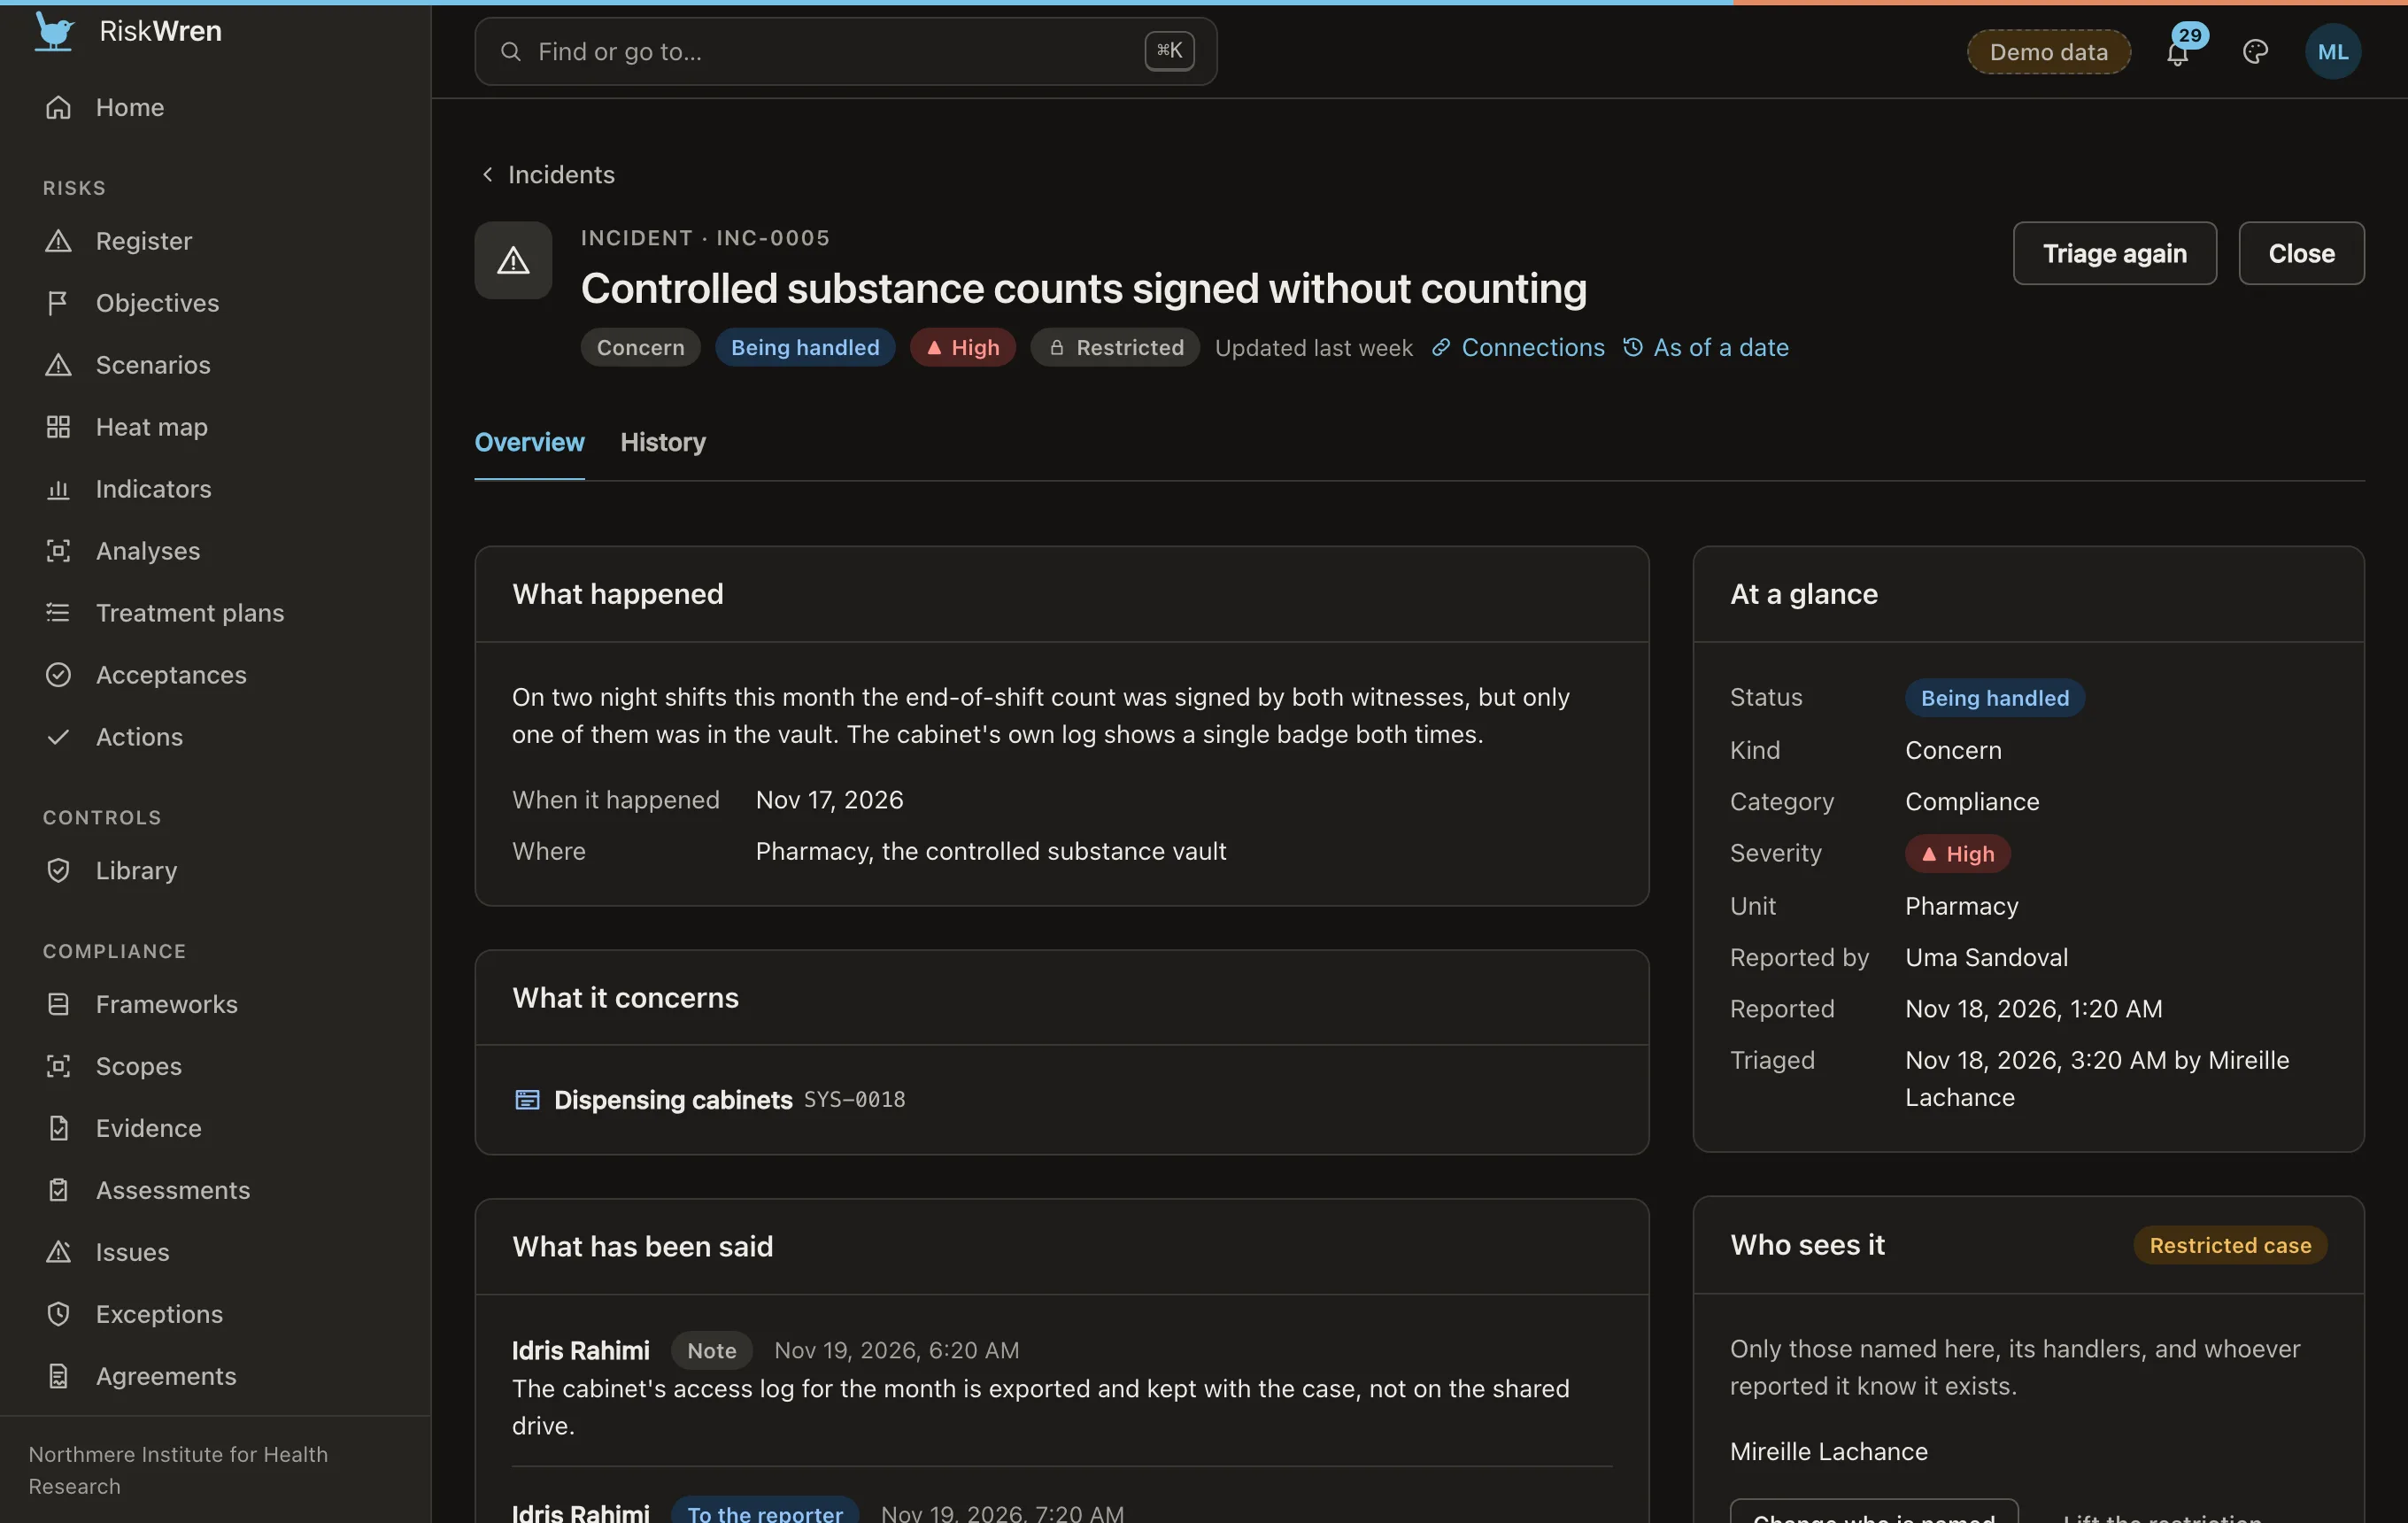 RiskWren
Find or go to...
⌘K
Demo data
29
ML
Home
RISKS
Register
Objectives
Scenarios
Heat map
Indicators
Analyses
Treatment plans
Acceptances
Actions
CONTROLS
Library
COMPLIANCE
Frameworks
Scopes
Evidence
Assessments
Issues
Exceptions
Agreements
Northmere Institute for Health
Research
Incidents
INCIDENT · INC-0005
Controlled substance counts signed without counting
Triage again
Close
Concern
Being handled
High
Restricted
Updated last week
Connections
As of a date
Overview
History
What happened
On two night shifts this month the end-of-shift count was signed by both witnesses, but only
one of them was in the vault. The cabinet's own log shows a single badge both times.
When it happened Nov 17, 2026
Where Pharmacy, the controlled substance vault
What it concerns
Dispensing cabinets SYS-0018
What has been said
Idris Rahimi Note Nov 19, 2026, 6:20 AM
The cabinet's access log for the month is exported and kept with the case, not on the shared
drive.
Idris Rahimi To the reporter Nov 19, 2026, 7:20 AM
At a glance
Status Being handled
Kind Concern
Category Compliance
Severity High
Unit Pharmacy
Reported by Uma Sandoval
Reported Nov 18, 2026, 1:20 AM
Triaged Nov 18, 2026, 3:20 AM by Mireille
Lachance
Who sees it
Restricted case
Only those named here, its handlers, and whoever
reported it know it exists.
Mireille Lachance
Change who is named
Lift the restriction